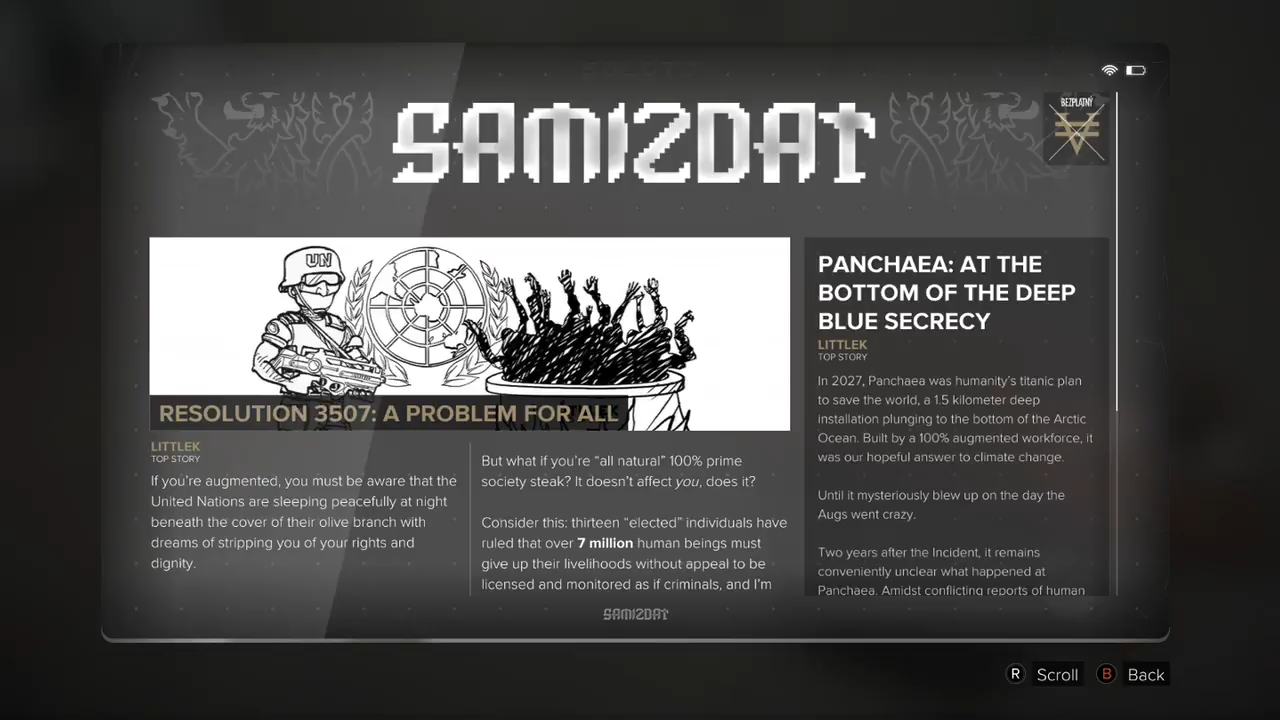 SAMIZDAT
BEZPLATNÝ
UN
RESOLUTION 3507: A PROBLEM FOR ALL
LITTLEK
TOP STORY
If you're augmented, you must be aware that the
United Nations are sleeping peacefully at night
beneath the cover of their olive branch with
dreams of stripping you of your rights and
dignity.
But what if you're “all natural” 100% prime
society steak? It doesn't affect you, does it?
Consider this: thirteen “elected” individuals have
ruled that over 7 million human beings must
give up their livelihoods without appeal to be
licensed and monitored as if criminals, and I'm
PANCHAEA: AT THE
BOTTOM OF THE DEEP
BLUE SECRECY
LITTLEK
TOP STORY
In 2027, Panchaea was humanity's titanic plan
to save the world, a 1.5 kilometer deep
installation plunging to the bottom of the Arctic
Ocean. Built by a 100% augmented workforce, it
was our hopeful answer to climate change.
Until it mysteriously blew up on the day the
Augs went crazy.
Two years after the Incident, it remains
conveniently unclear what happened at
Panchaea. Amidst conflicting reports of human
SAMIZDAT
R Scroll B Back